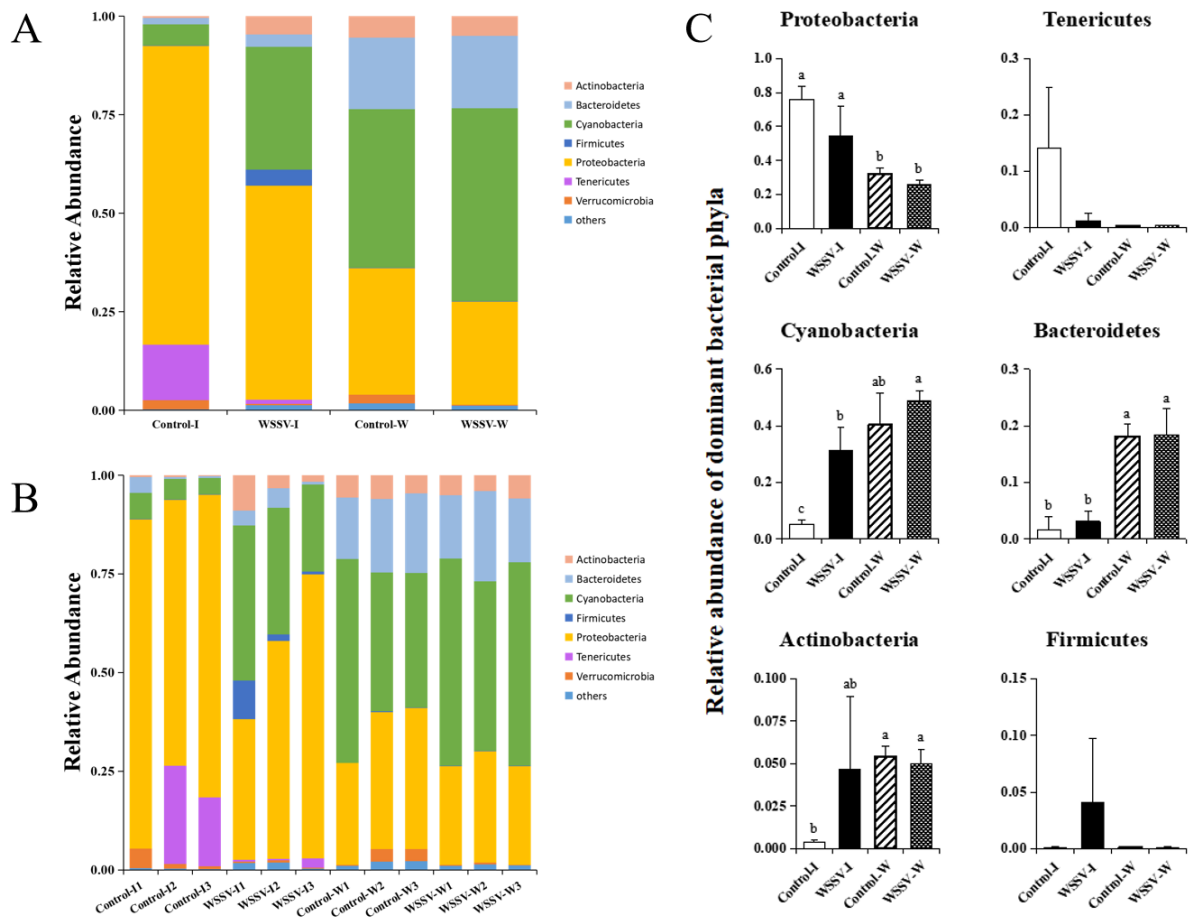 A
Relative Abundance
1.00
0.75
0.50
0.25
0.00
Control-I
WSSV-I
Control-W
WSSV-W
Actinobacteria
Bacteroidetes
Cyanobacteria
Firmicutes
Proteobacteria
Tenericutes
Verrucomicrobia
others
B
Relative Abundance
1.00
0.75
0.50
0.25
0.00
Control-I1
Control-I2
Control-I3
WSSV-I1
WSSV-I2
WSSV-I3
Control-W1
Control-W2
Control-W3
WSSV-W1
WSSV-W2
WSSV-W3
Actinobacteria
Bacteroidetes
Cyanobacteria
Firmicutes
Proteobacteria
Tenericutes
Verrucomicrobia
others
C
Relative abundance of dominant bacterial phyla
Proteobacteria
1.0
0.8
0.6
0.4
0.2
0.0
a
a
b
b
Control-I
WSSV-I
Control-W
WSSV-W
Tenericutes
0.3
0.2
0.1
0.0
Control-I
WSSV-I
Control-W
WSSV-W
Cyanobacteria
0.6
0.4
0.2
0.0
c
b
ab
a
Control-I
WSSV-I
Control-W
WSSV-W
Bacteroidetes
0.3
0.2
0.1
0.0
b
b
a
a
Control-I
WSSV-I
Control-W
WSSV-W
Actinobacteria
0.100
0.075
0.050
0.025
0.000
b
ab
a
a
Control-I
WSSV-I
Control-W
WSSV-W
Firmicutes
0.15
0.10
0.05
0.00
Control-I
WSSV-I
Control-W
WSSV-W